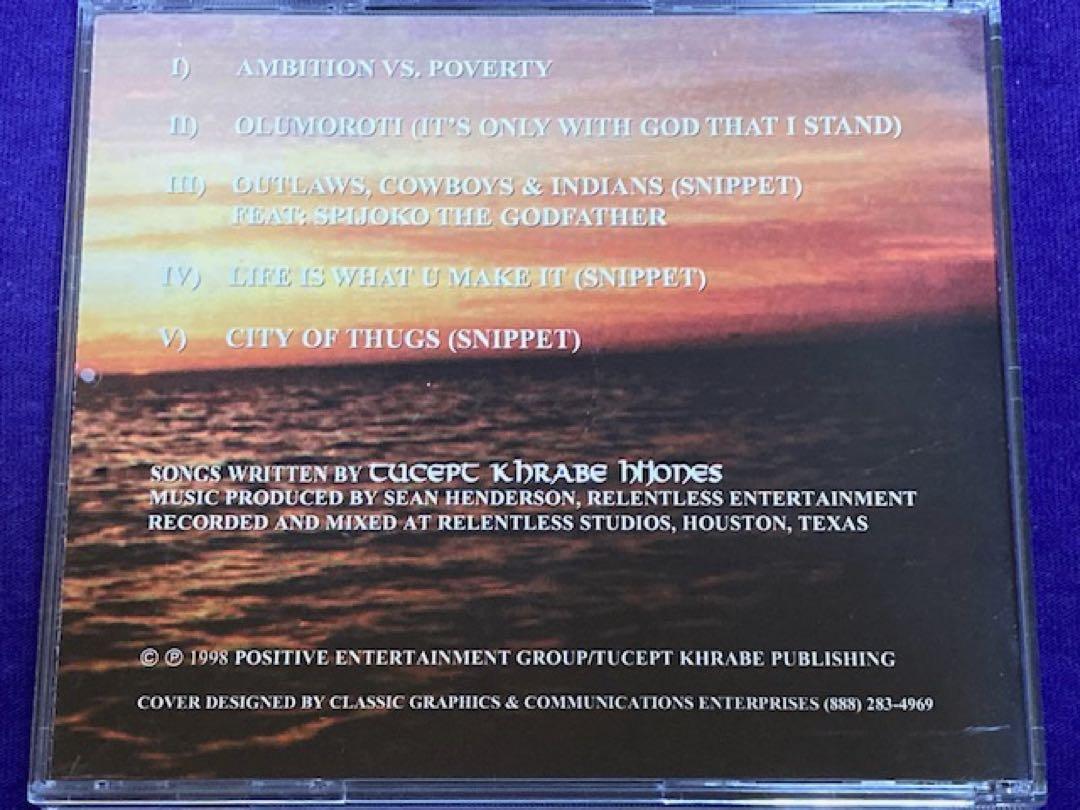 I) AMBITION VS. POVERTY
II) OLUMOROTI (IT'S ONLY WITH GOD THAT I STAND)
III) OUTLAWS, COWBOYS & INDIANS (SNIPPET)
FEAT: SPIJOKO THE GODFATHER
IV) LIFE IS WHAT U MAKE IT (SNIPPET)
V) CITY OF THUGS (SNIPPET)
SONGS WRITTEN BY TUCEPT KHRABE HIJONES
MUSIC PRODUCED BY SEAN HENDERSON, RELENTLESS ENTERTAINMENT
RECORDED AND MIXED AT RELENTLESS STUDIOS, HOUSTON, TEXAS
© ℗ 1998 POSITIVE ENTERTAINMENT GROUP/TUCEPT KHRABE PUBLISHING
COVER DESIGNED BY CLASSIC GRAPHICS & COMMUNICATIONS ENTERPRISES (888) 283-4969